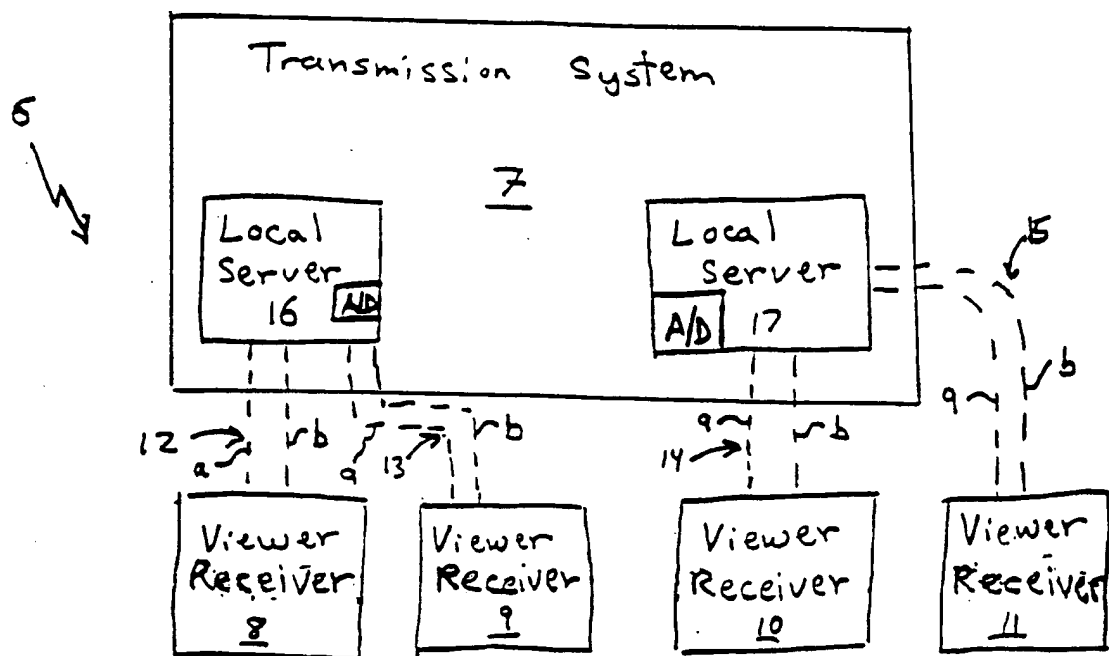 Transmission System
6
7
Local
Server
16
A/D
Local
Server
A/D
17
15
b
a
12
a
b
a
13
b
a
14
b
Viewer
Receiver
8
Viewer
Receiver
9
Viewer
Receiver
10
Viewer
Receiver
11